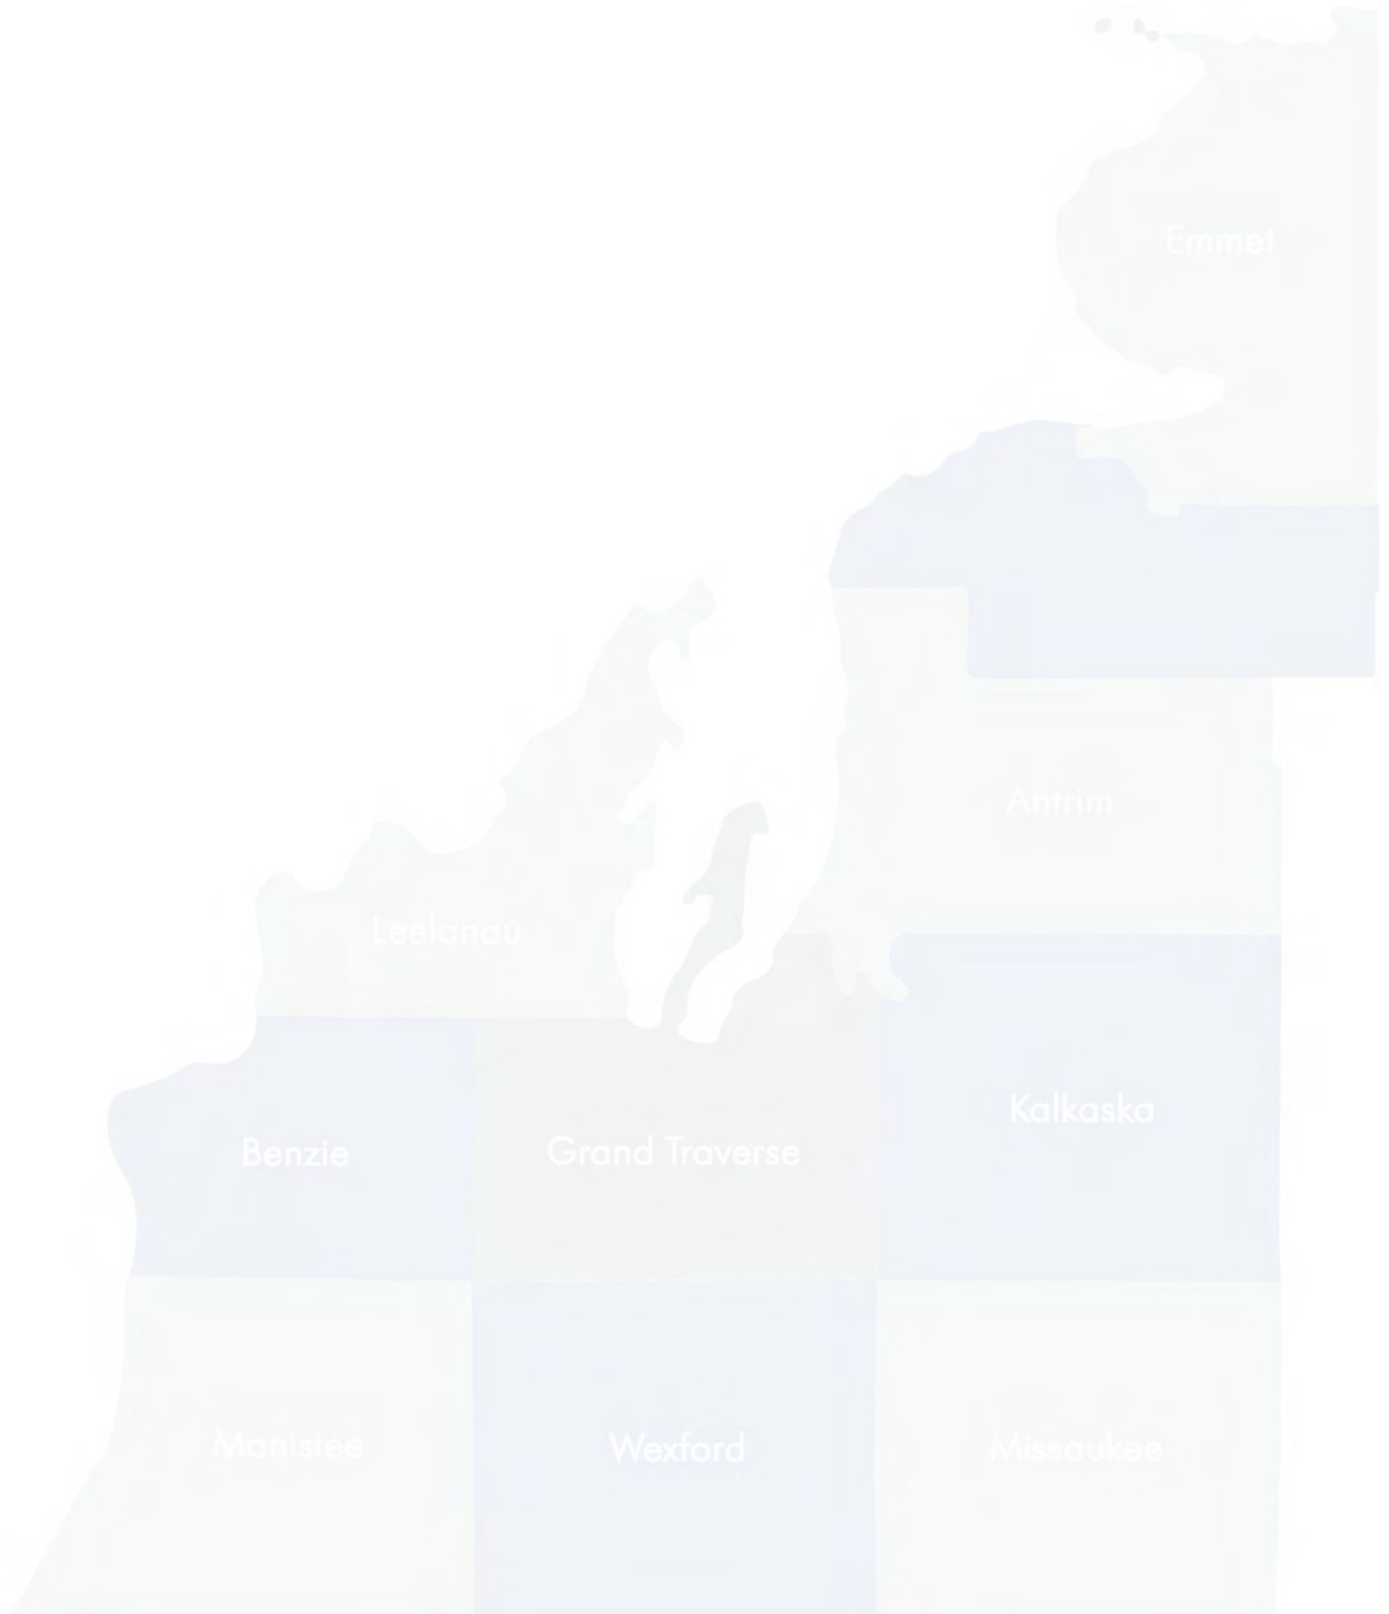 Emmet
Antrim
Leelanau
Kalkaska
Benzie
Grand Traverse
Manistee
Wexford
Missaukee